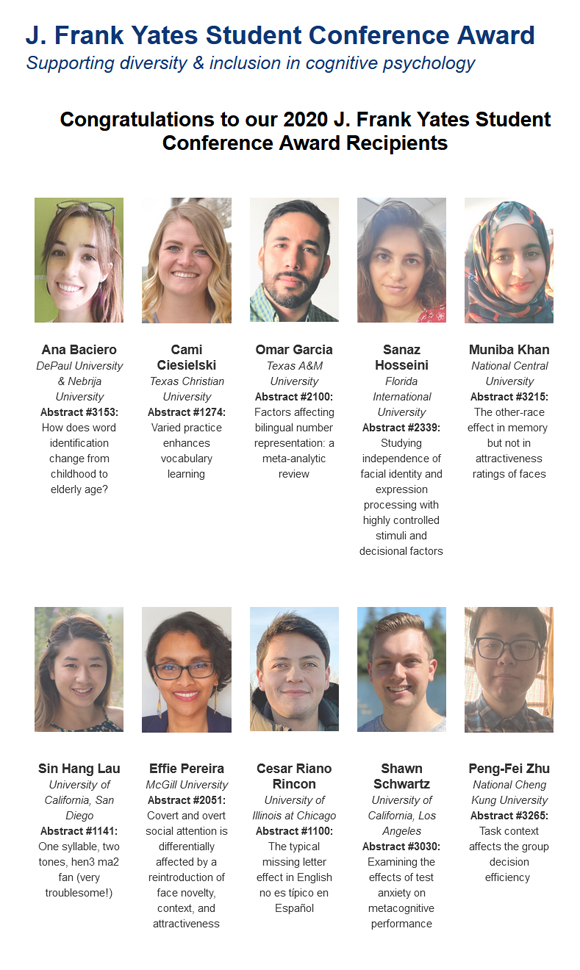 J. Frank Yates Student Conference Award
Supporting diversity & inclusion in cognitive psychology
Congratulations to our 2020 J. Frank Yates Student
Conference Award Recipients
Ana Baciero
DePaul University
& Nebrija
University
Abstract #3153:
How does word
identification
change from
childhood to
elderly age?
Cami
Ciesielski
Texas Christian
University
Abstract #1274:
Varied practice
enhances
vocabulary
learning
Omar Garcia
Texas A&M
University
Abstract #2100:
Factors affecting
bilingual number
representation: a
meta-analytic
review
Sanaz
Hosseini
Florida
International
University
Abstract #2339:
Studying
independence of
facial identity and
expression
processing with
highly controlled
stimuli and
decisional factors
Muniba Khan
National Central
University
Abstract #3215:
The other-race
effect in memory
but not in
attractiveness
ratings of faces
Sin Hang Lau
University of
California, San
Diego
Abstract #1141:
One syllable, two
tones, hen3 ma2
fan (very
troublesome!)
Effie Pereira
McGill University
Abstract #2051:
Covert and overt
social attention is
differentially
affected by a
reintroduction of
face novelty,
context, and
attractiveness
Cesar Riano
Rincon
University of
Illinois at Chicago
Abstract #1100:
The typical
missing letter
effect in English
no es típico en
Español
Shawn
Schwartz
University of
California, Los
Angeles
Abstract #3030:
Examining the
effects of test
anxiety on
metacognitive
performance
Peng-Fei Zhu
National Cheng
Kung University
Abstract #3265:
Task context
affects the group
decision
efficiency